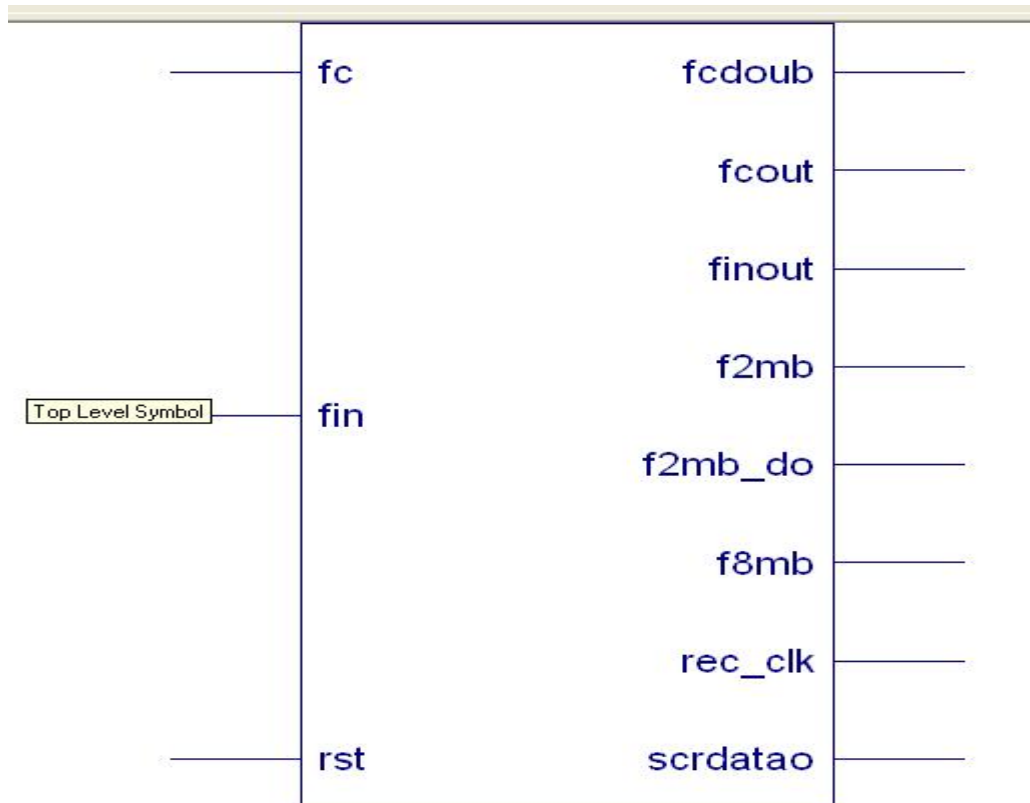 fc fcdoub
fcout
finout
f2mb
Top Level Symbol fin
f2mb_do
f8mb
rec_clk
rst scrdatao